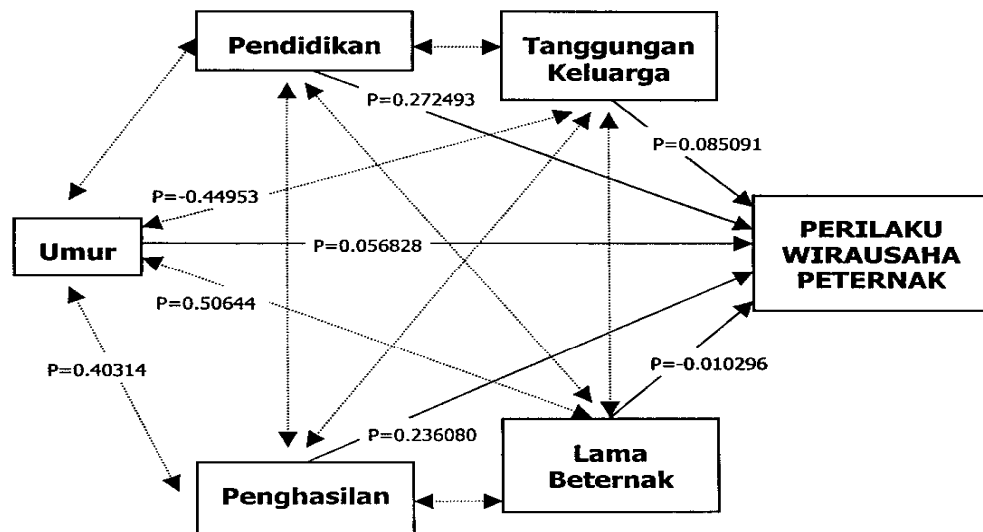 Pendidikan
Tanggungan
Keluarga
P=0.272493
P=0.085091
P=-0.44953
Umur
P=0.056828
PERILAKU
WIRAUSAHA
PETERNAK
P=0.50644
P=0.40314
P=-0.010296
P=0.236080
Lama
Beternak
Penghasilan